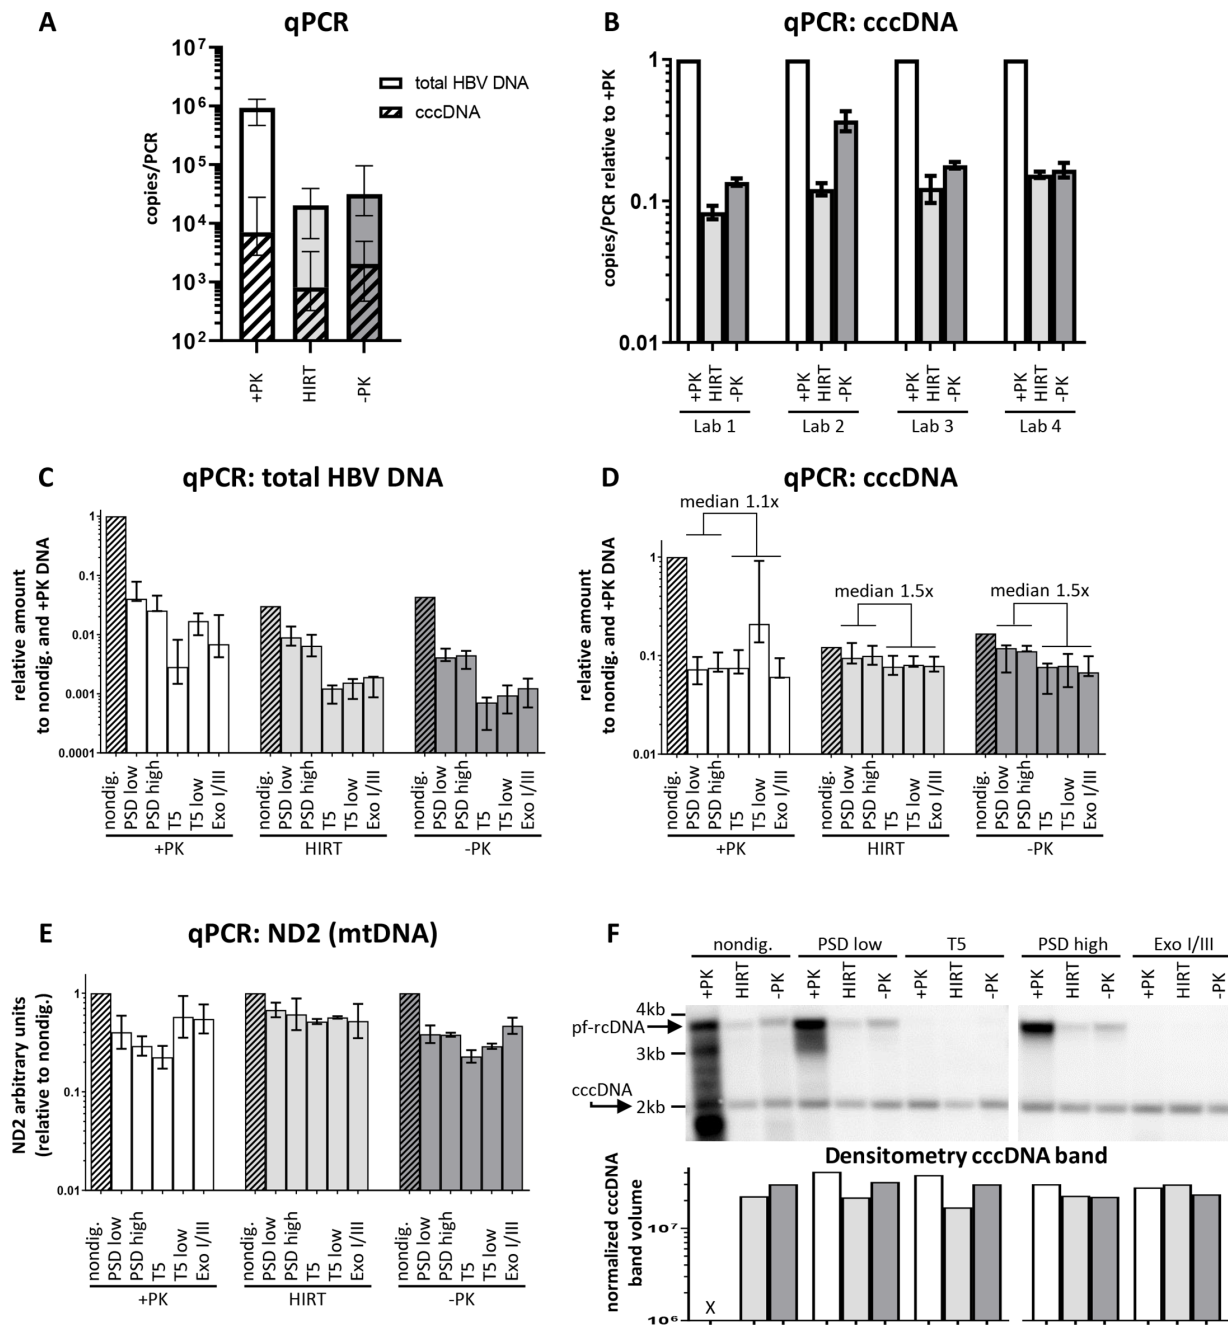 A
qPCR
10⁷
10⁶
10⁵
10⁴
10³
10²
copies/PCR
total HBV DNA
cccDNA
+PK
HIRT
-PK
B
qPCR: cccDNA
copies/PCR relative to +PK
1
0.1
0.01
+PK HIRT -PK +PK HIRT -PK +PK HIRT -PK +PK HIRT -PK
Lab 1 Lab 2 Lab 3 Lab 4
C
qPCR: total HBV DNA
relative amount
to nondig. and +PK DNA
1
0.1
0.01
0.001
0.0001
nondig. PSD low PSD high T5 T5 low Exo I/III nondig. PSD low PSD high T5 T5 low Exo I/III nondig. PSD low PSD high T5 T5 low Exo I/III
+PK HIRT -PK
D
qPCR: cccDNA
median 1.1x
median 1.5x
median 1.5x
relative amount
to nondig. and +PK DNA
1
0.1
0.01
nondig. PSD low PSD high T5 T5 low Exo I/III nondig. PSD low PSD high T5 T5 low Exo I/III nondig. PSD low PSD high T5 T5 low Exo I/III
+PK HIRT -PK
E
qPCR: ND2 (mtDNA)
ND2 arbitrary units
(relative to nondig.)
1
0.1
0.01
nondig. PSD low PSD high T5 T5 low Exo I/III nondig. PSD low PSD high T5 T5 low Exo I/III nondig. PSD low PSD high T5 T5 low Exo I/III
+PK HIRT -PK
F
nondig. PSD low T5 PSD high Exo I/III
+PK HIRT -PK +PK HIRT -PK +PK HIRT -PK +PK HIRT -PK +PK HIRT -PK
4kb
pf-rcDNA
3kb
cccDNA
2kb
Densitometry cccDNA band
normalized cccDNA
band volume
10⁷
10⁶
X